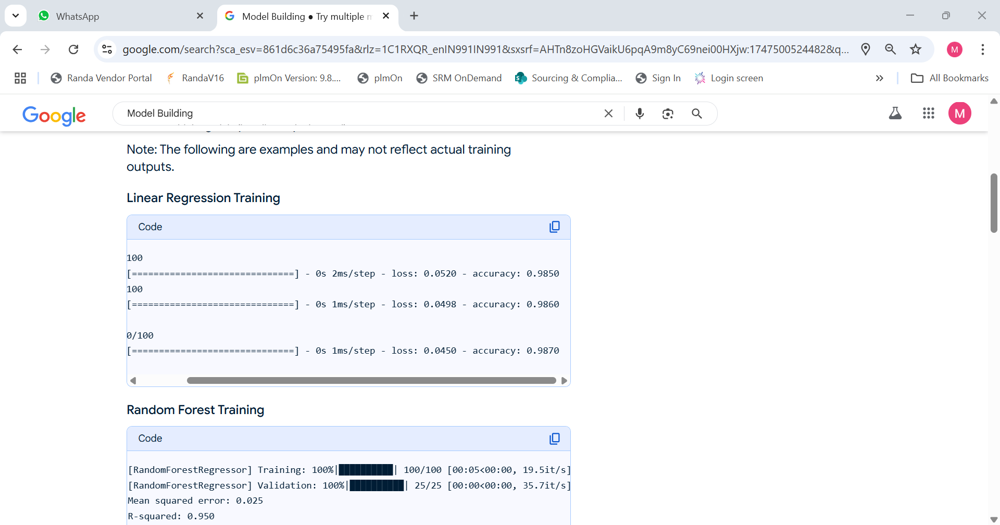 WhatsApp
Model Building ● Try multiple m
google.com/search?sca_esv=861d6c36a75495fa&rlz=1C1RXQR_enIN991IN991&sxsrf=AHTn8zoHGVaikU6pqA9m8yC69nei00HXjw:1747500524482&q...
M
Randa Vendor Portal
RandaV16
plmOn Version: 9.8....
plmOn
SRM OnDemand
Sourcing & Complia...
Sign In
Login screen
All Bookmarks
Google
Model Building
M
Note: The following are examples and may not reflect actual training
outputs.
Linear Regression Training
Code
100
[==============================] - 0s 2ms/step - loss: 0.0520 - accuracy: 0.9850
100
[==============================] - 0s 1ms/step - loss: 0.0498 - accuracy: 0.9860
0/100
[==============================] - 0s 1ms/step - loss: 0.0450 - accuracy: 0.9870
Random Forest Training
Code
[RandomForestRegressor] Training: 100%|██████████| 100/100 [00:05<00:00, 19.5it/s]
[RandomForestRegressor] Validation: 100%|██████████| 25/25 [00:00<00:00, 35.7it/s]
Mean squared error: 0.025
R-squared: 0.950